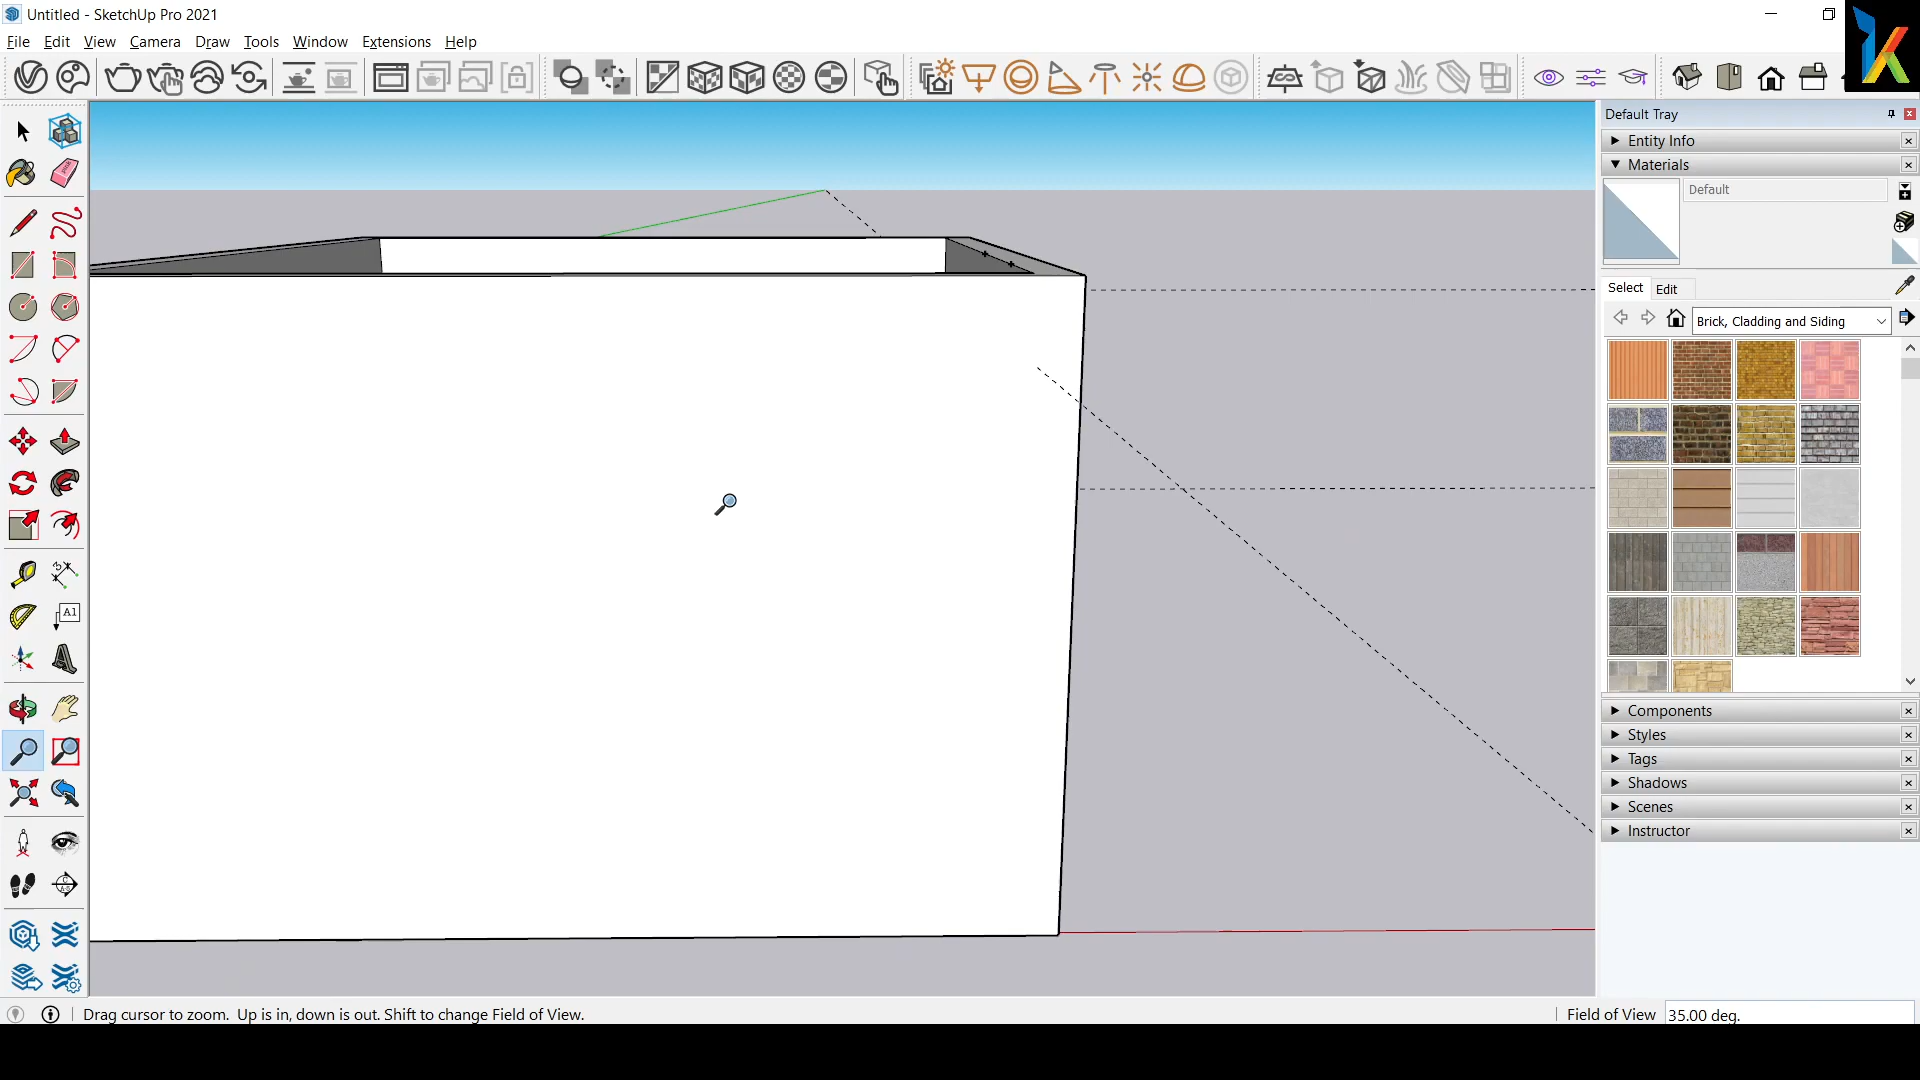 Untitled - SketchUp Pro 2021
File Edit View Camera Draw Tools Window Extensions Help
Default Tray
Entity Info
Materials
Default
Select Edit
Brick, Cladding and Siding
A1
Components
Styles
Tags
Shadows
Scenes
Instructor
Drag cursor to zoom. Up is in, down is out. Shift to change Field of View.
Field of View 35.00 deg.